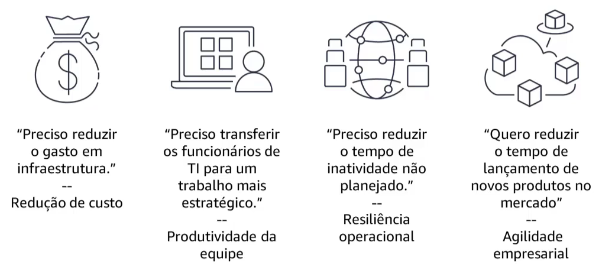 “Preciso reduzir
o gasto em
infraestrutura.”
--
Redução de custo
“Preciso transferir
os funcionários de
TI para um
trabalho mais
estratégico.”
--
Produtividade da
equipe
“Preciso reduzir
o tempo de
inatividade não
planejado.”
--
Resiliência
operacional
“Quero reduzir
o tempo de
lançamento de
novos produtos no
mercado”
--
Agilidade
empresarial